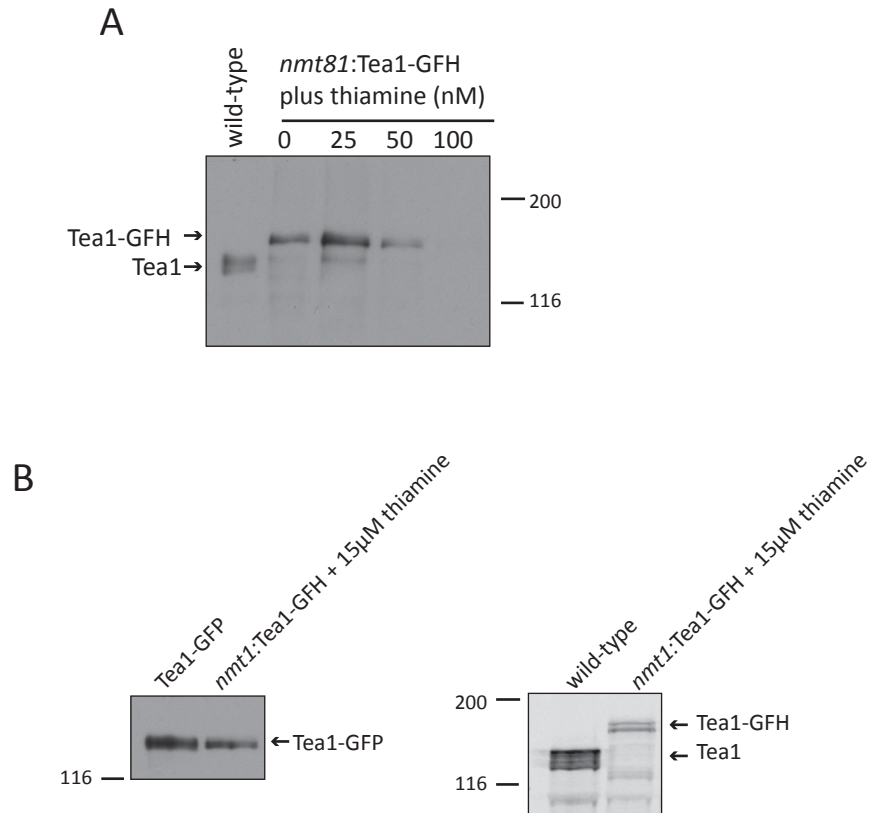 A
wild-type
nmt81:Tea1-GFH
plus thiamine (nM)
0 25 50 100
200
Tea1-GFH →
Tea1→
116
B
Tea1-GFP
nmt1:Tea1-GFH + 15µM thiamine
←Tea1-GFP
116
wild-type
nmt1:Tea1-GFH + 15µM thiamine
200
← Tea1-GFH
← Tea1
116